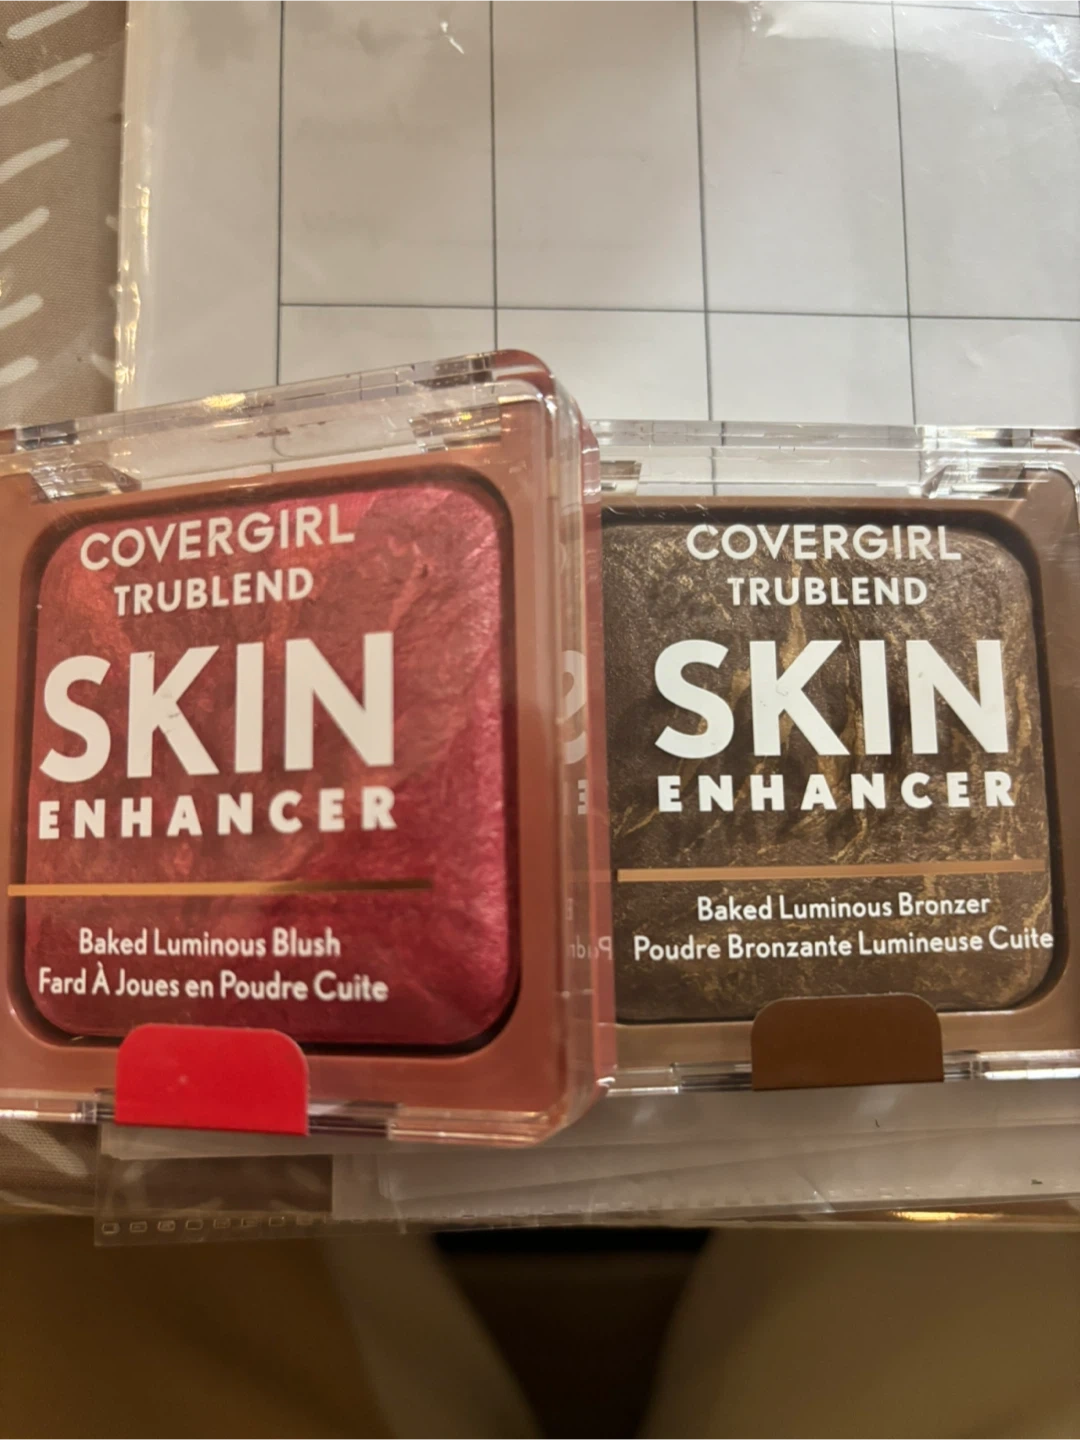 COVERGIRL
TRUBLEND
SKIN
ENHANCER
Baked Luminous Blush
Fard À Joues en Poudre Cuite
COVERGIRL
TRUBLEND
SKIN
ENHANCER
Baked Luminous Bronzer
Poudre Bronzante Lumineuse Cuite